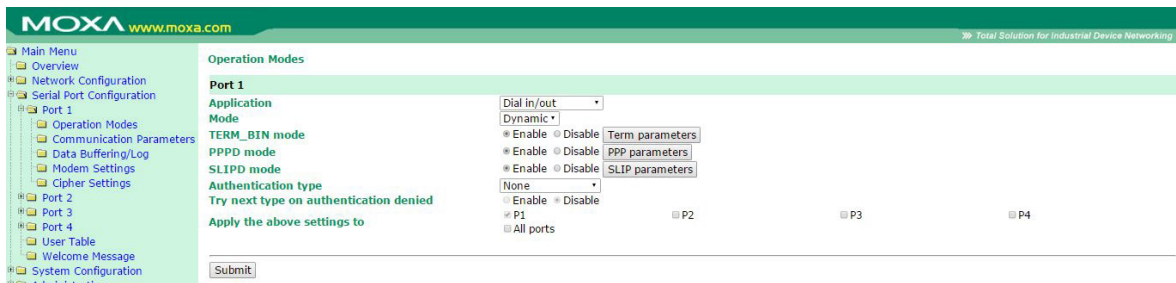 MOXA www.moxa.com
Total Solution for Industrial Device Networking
Main Menu
Overview
Network Configuration
Serial Port Configuration
Port 1
Operation Modes
Communication Parameters
Data Buffering/Log
Modem Settings
Cipher Settings
Port 2
Port 3
Port 4
User Table
Welcome Message
System Configuration
Operation Modes
Port 1
Application Dial in/out
Mode Dynamic
TERM_BIN mode Enable Disable Term parameters
PPPD mode Enable Disable PPP parameters
SLIPD mode Enable Disable SLIP parameters
Authentication type None
Try next type on authentication denied Enable Disable
Apply the above settings to P1 P2 P3 P4
All ports
Submit